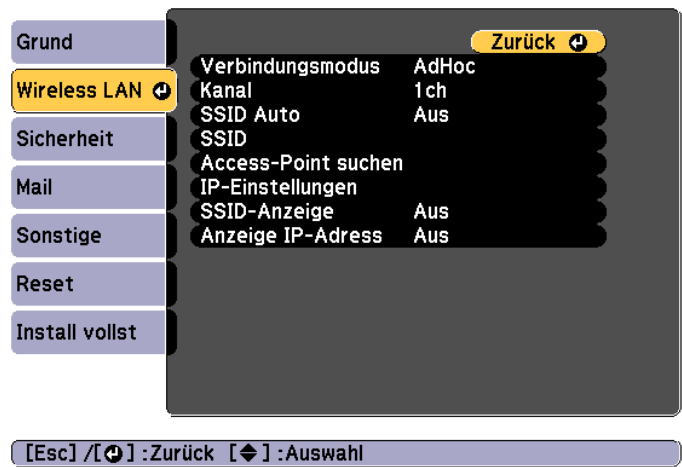 Grund
Wireless LAN
Sicherheit
Mail
Sonstige
Reset
Install vollst
Zurück
Verbindungsmodus AdHoc
Kanal 1ch
SSID Auto Aus
SSID
Access-Point suchen
IP-Einstellungen
SSID-Anzeige Aus
Anzeige IP-Adress Aus
[Esc] /[⏎] :Zurück [◆] :Auswahl